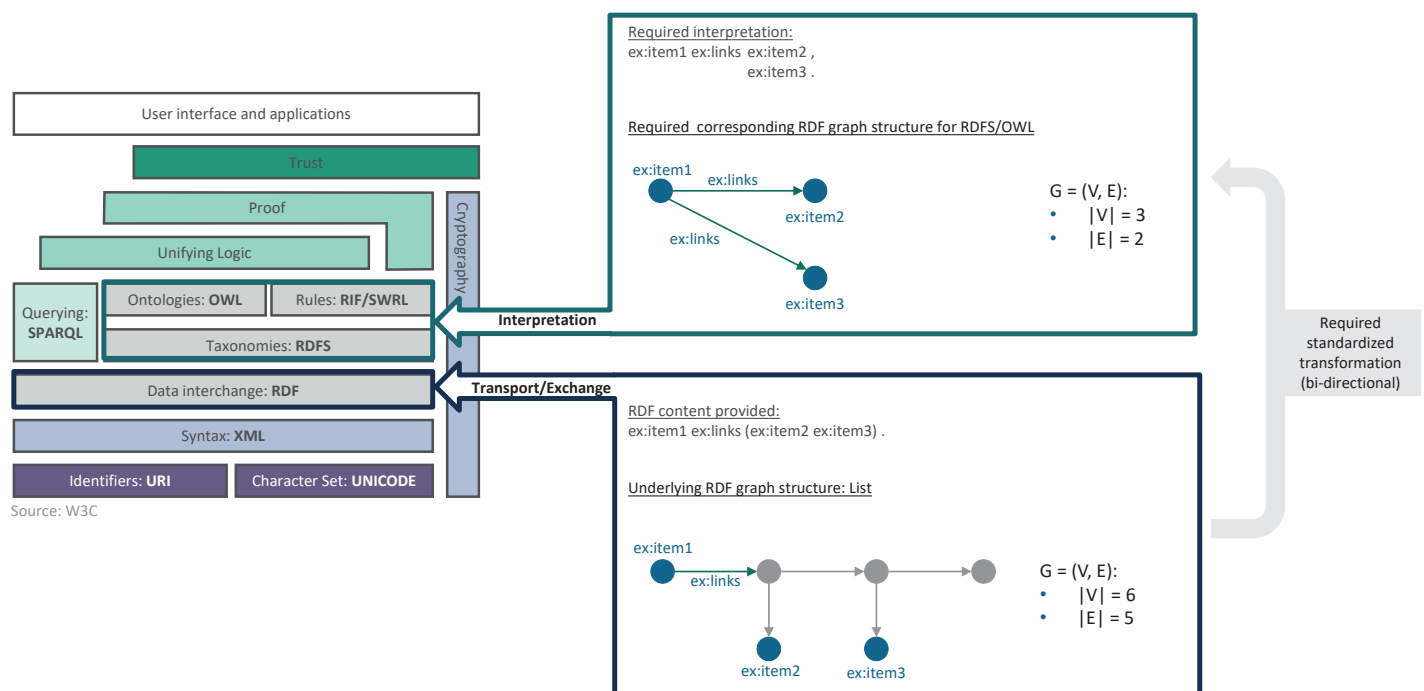 User interface and applications
Trust
Proof
Unifying Logic
Cryptography
Querying:
SPARQL
Ontologies: OWL
Rules: RIF/SWRL
Taxonomies: RDFS
Data interchange: RDF
Syntax: XML
Identifiers: URI
Character Set: UNICODE
Source: W3C
Interpretation
Required interpretation:
ex:item1 ex:links ex:item2 ,
ex:item3 .
Required corresponding RDF graph structure for RDFS/OWL
ex:item1
ex:links
ex:item2
ex:links
ex:item3
G = (V, E):
• |V| = 3
• |E| = 2
Transport/Exchange
RDF content provided:
ex:item1 ex:links (ex:item2 ex:item3) .
Underlying RDF graph structure: List
ex:item1
ex:links
ex:item2
ex:item3
G = (V, E):
• |V| = 6
• |E| = 5
Required
standardized
transformation
(bi-directional)